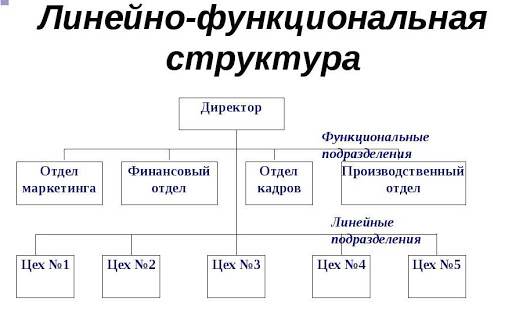 Линейно-функциональная
структура
Директор
Функциональные
подразделения
Отдел
маркетинга
Финансовый
отдел
Отдел
кадров
Производственный
отдел
Линейные
подразделения
Цех №1
Цех №2
Цех №3
Цех №4
Цех №5